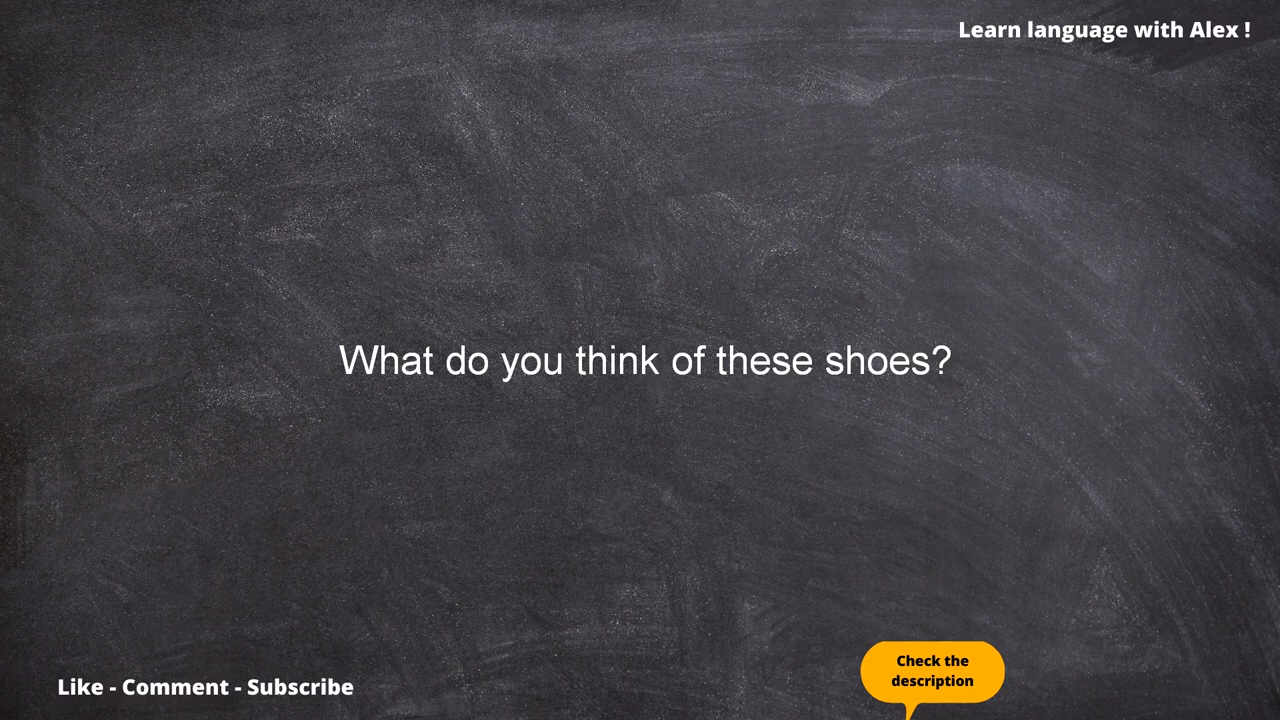 Learn language with Alex !
What do you think of these shoes?
Check the
description
Like - Comment - Subscribe